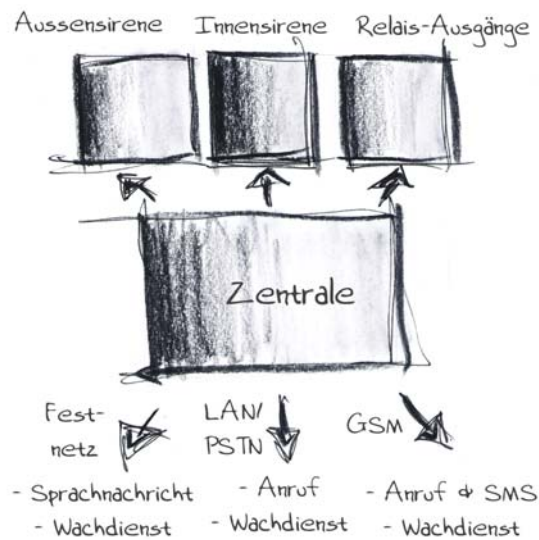 Aussensirene Innensirene Relais-Ausgänge
Zentrale
Fest-
netz
LAN/
PSTN
GSM
- Sprachnachricht
- Wachdienst
- Anruf
- Wachdienst
- Anruf & SMS
- Wachdienst